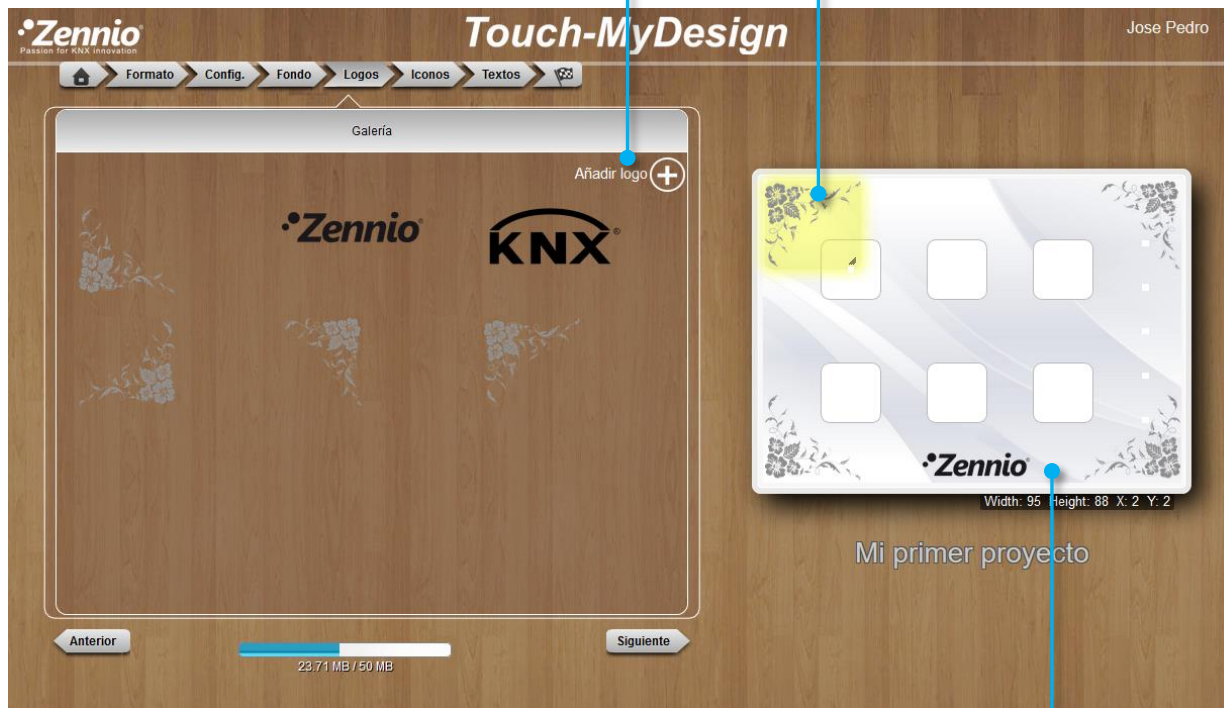 Zennio
Passion for KNX innovation
Touch-MyDesign
Jose Pedro
Formato Config. Fondo Logos Iconos Textos
Galería
Añadir logo
Zennio®
KNX®
Zennio
Width: 95 Height: 88 X: 2 Y: 2
Mi primer proyecto
Anterior
Siguiente
23.71 MB / 50 MB